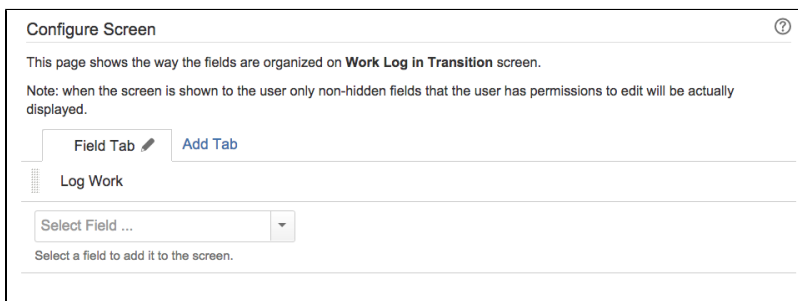 Configure Screen
This page shows the way the fields are organized on Work Log in Transition screen.
Note: when the screen is shown to the user only non-hidden fields that the user has permissions to edit will be actually
displayed.
Field Tab Add Tab
Log Work
Select Field ...
Select a field to add it to the screen.